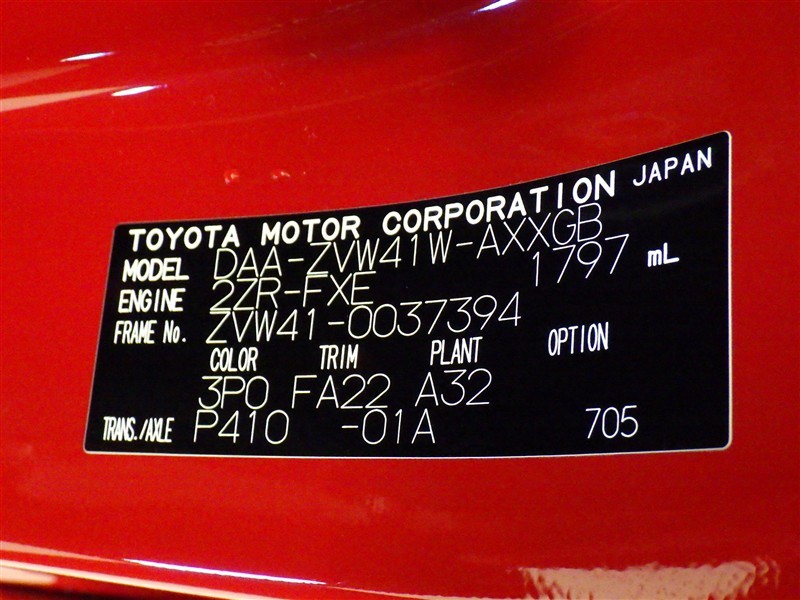 TOYOTA MOTOR CORPORATION JAPAN
MODEL DAA-ZVW41W-AXXGB
ENGINE 2ZR-FXE 1797 mL
FRAME No. ZVW41-0037394
COLOR TRIM PLANT OPTION
3P0 FA22 A32
TRANS./AXLE P410 -01A 705